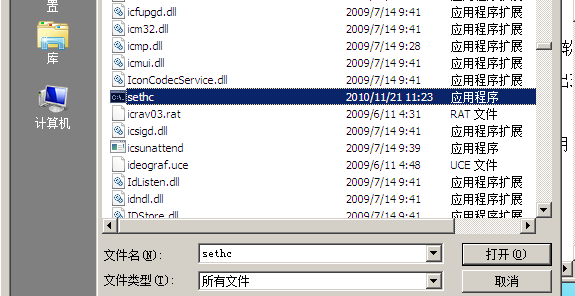 置
库
计算机
icfupgd.dll 2009/7/14 9:41 应用程序扩展
icm32.dll 2009/7/14 9:41 应用程序扩展
icmp.dll 2009/7/14 9:28 应用程序扩展
icmui.dll 2009/7/14 9:41 应用程序扩展
IconCodecService.dll 2009/7/14 9:41 应用程序扩展
sethc 2010/11/21 11:23 应用程序
icrav03.rat 2009/6/11 4:31 RAT 文件
icsigd.dll 2009/7/14 9:41 应用程序扩展
icsunattend 2009/7/14 9:39 应用程序
ideograf.uce 2009/6/11 4:48 UCE 文件
IdListen.dll 2009/7/14 9:41 应用程序扩展
idndl.dll 2009/7/14 9:41 应用程序扩展
IDStore.dll 2009/7/14 9:41 应用程序扩展
文件名(N): sethc 打开(O)
文件类型(T): 所有文件 取消